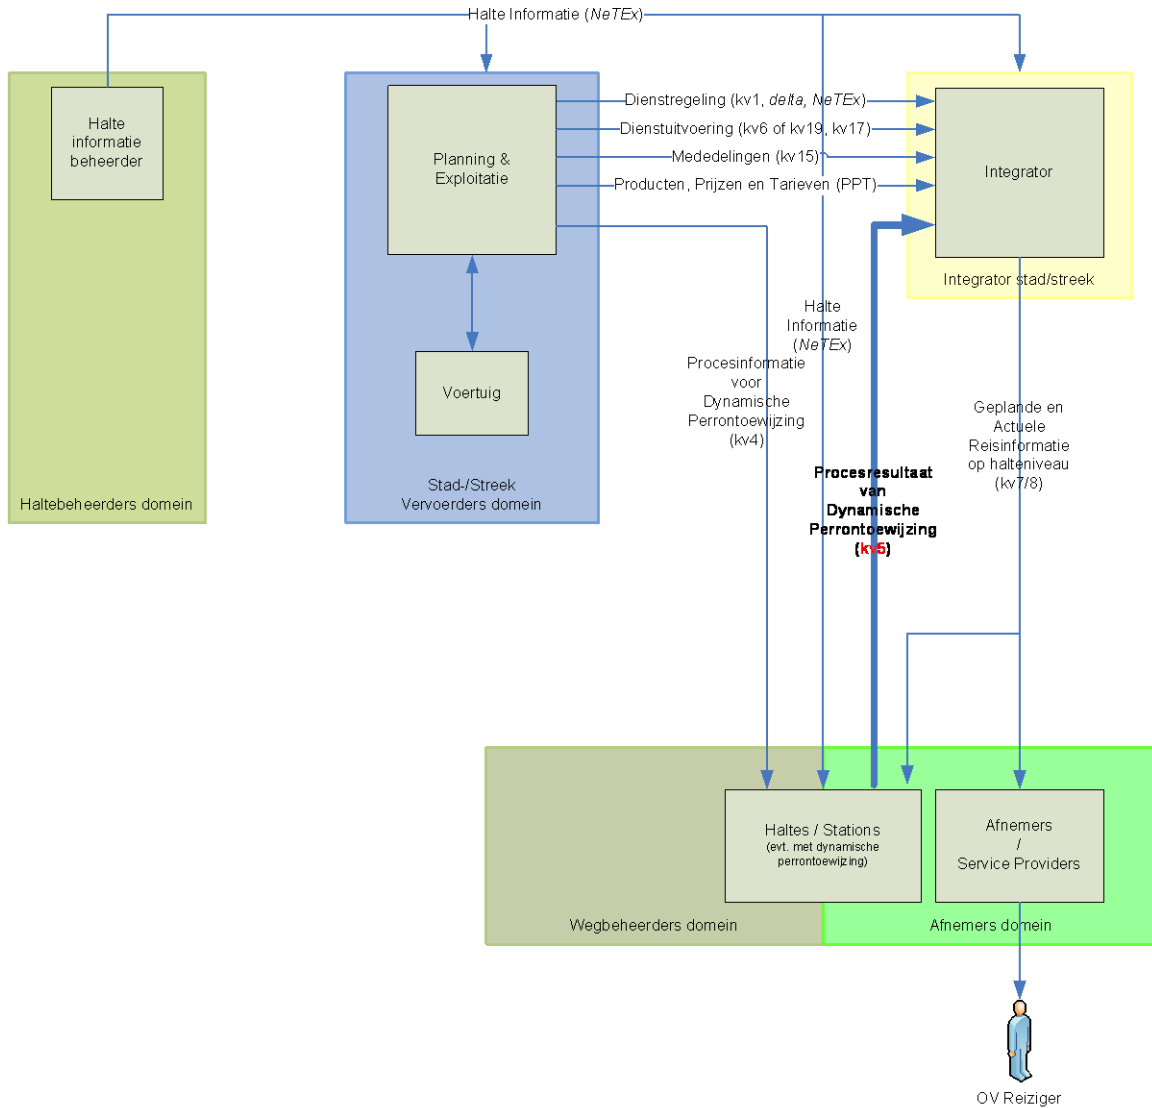 Halte Informatie (NeTEx)
Halte
informatie
beheerder
Haltebeheerders domein
Planning &
Exploitatie
Voertuig
Stad-/Streek
Vervoerders domein
Dienstregeling (kv1, delta, NeTEx)
Dienstuitvoering (kv6 of kv19, kv17)
Mededelingen (kv15)
Producten, Prijzen en Tarieven (PPT)
Integrator
Integrator stad/streek
Halte
Informatie
(NeTEx)
Procesinformatie
voor
Dynamische
Perrontoewijzing
(kv4)
Geplande en
Actuele
Reisinformatie
op halteniveau
(kv7/8)
Procesresultaat
van
Dynamische
Perrontoewijzing
(kv5)
Haltes / Stations
(evt. met dynamische
perrontoewijzing)
Afnemers
/
Service Providers
Wegbeheerders domein
Afnemers domein
OV Reiziger